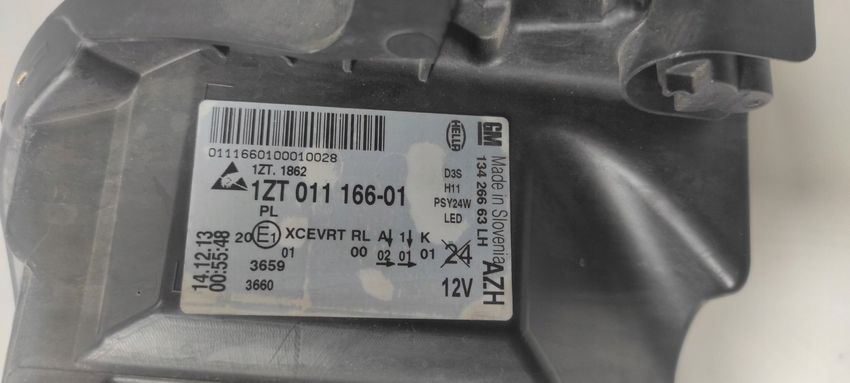 0111660100010028
1ZT. 1862
1ZT 011 166-01
PL
20 E1 XCEVRT RL A 1 K
01 00 02 01 01
3659
3660
14.12.13
00:55:48
HELLA
D3S
H11
PSY24W
LED
24
12V
GM
134 266 63 LH
Made in Slovenia
AZH